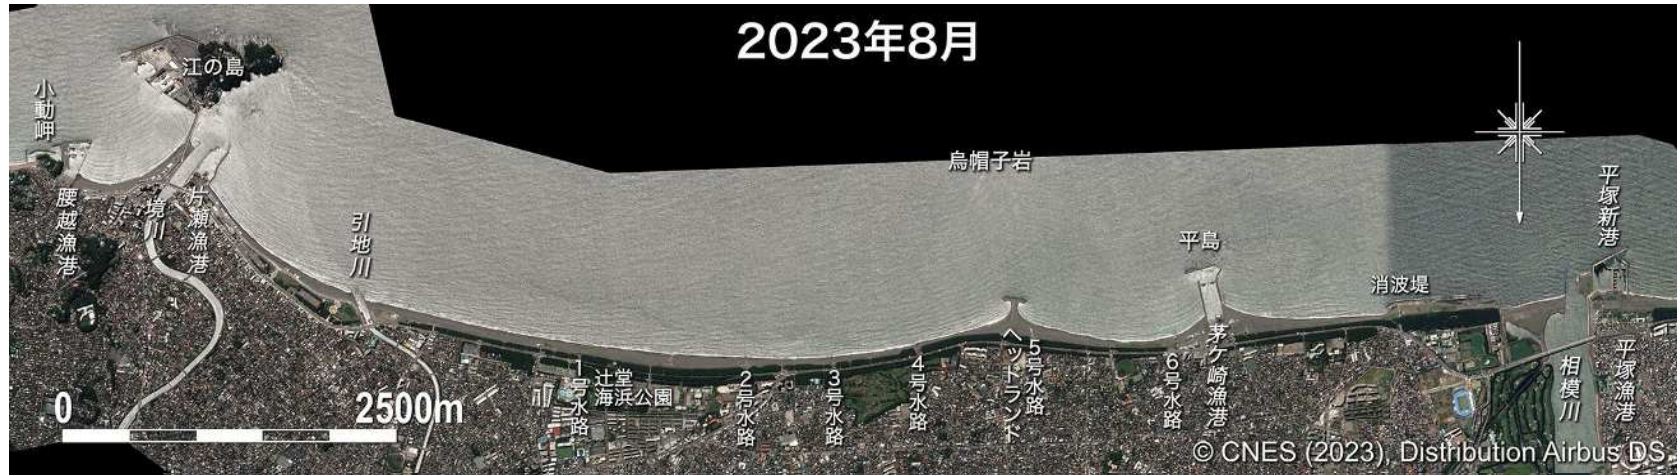 2023年8月
江の島
小動岬
腰越漁港
境川
片瀬漁港
引地川
烏帽子岩
平島
消波堤
平塚新港
1号水路
辻堂
海浜公園
2号水路
3号水路
4号水路
ヘッドランド
5号水路
6号水路
茅ケ崎漁港
相模川
平塚漁港
0
2500m
© CNES (2023), Distribution Airbus DS.